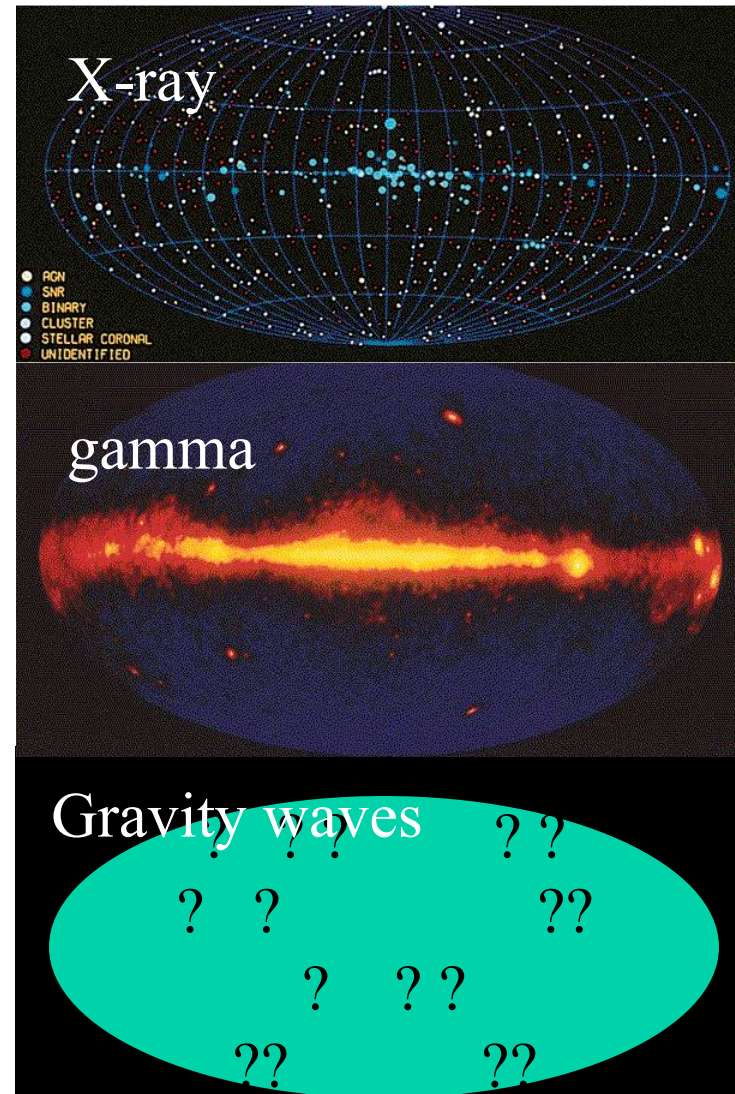 X-ray
AGN
SNR
BINARY
CLUSTER
STELLAR CORONAL
UNIDENTIFIED
gamma
Gravity waves
? ? ? ? ?
? ? ??
? ? ?
?? ??